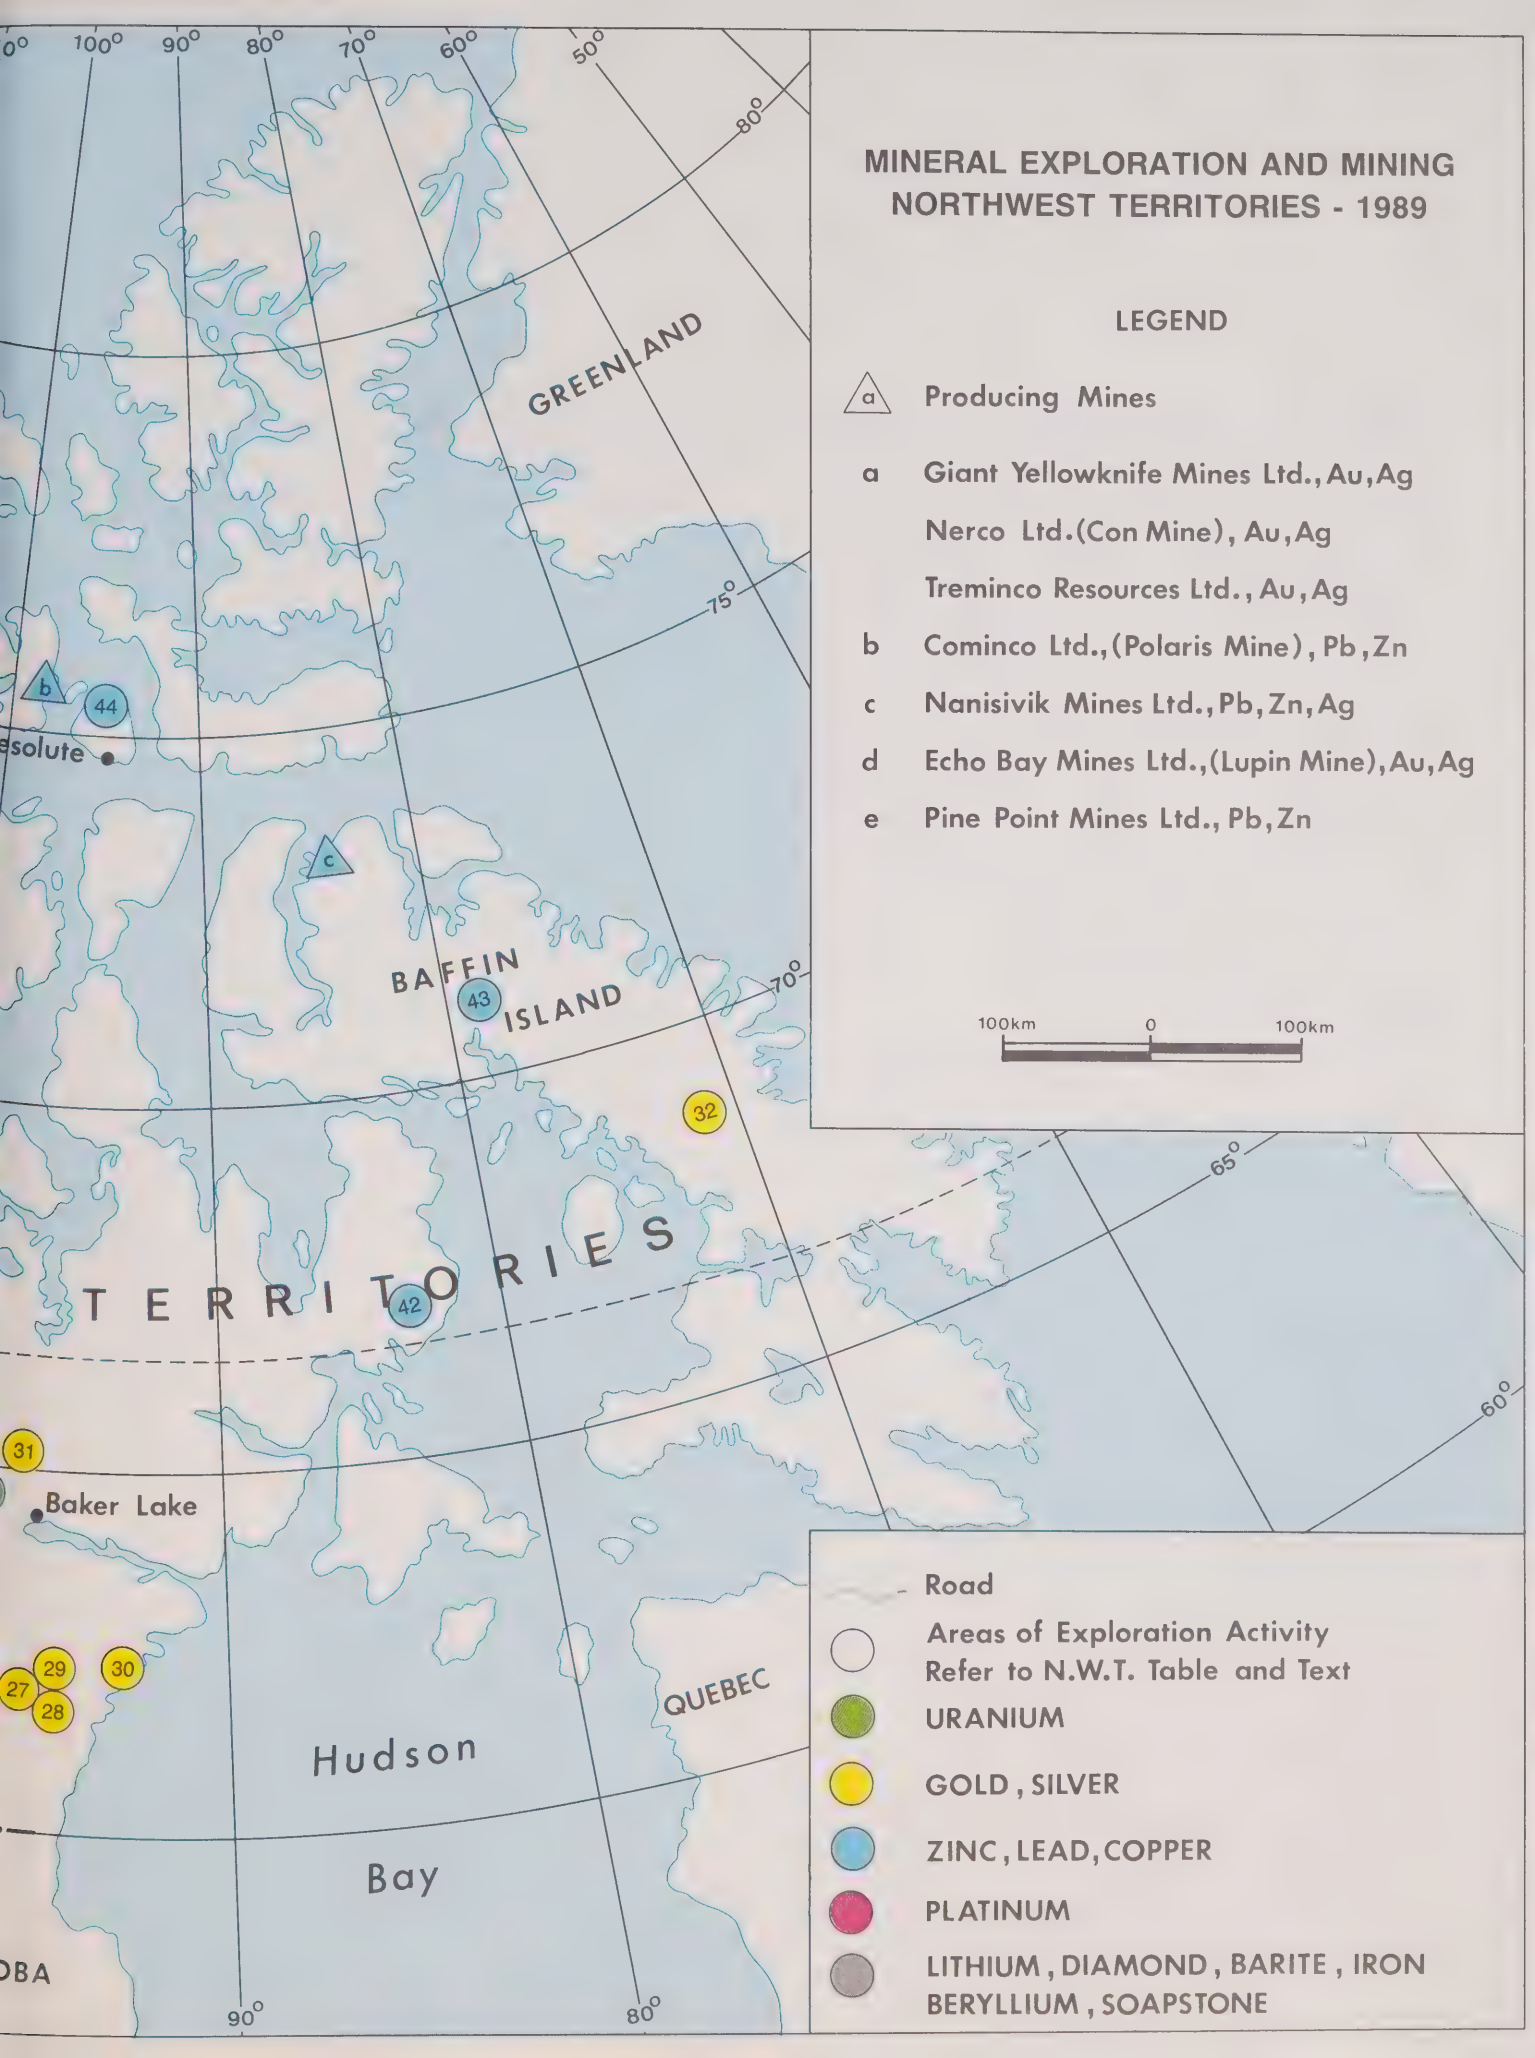 0° 100° 90° 80° 70° 60° 50°
80°
MINERAL EXPLORATION AND MINING
NORTHWEST TERRITORIES - 1989
LEGEND
a Producing Mines
a Giant Yellowknife Mines Ltd., Au, Ag
Nerco Ltd. (Con Mine), Au, Ag
Treminco Resources Ltd., Au, Ag
b Cominco Ltd., (Polaris Mine), Pb, Zn
c Nanisivik Mines Ltd., Pb, Zn, Ag
d Echo Bay Mines Ltd., (Lupin Mine), Au, Ag
e Pine Point Mines Ltd., Pb, Zn
100km 0 100km
GREENLAND
75°
b
44
esolute
c
BAFFIN
43
ISLAND
70°
32
65°
TERRITORIES
42
60°
31
Baker Lake
29
30
27
28
QUEBEC
Hudson
Bay
OBA
90°
80°
Road
Areas of Exploration Activity
Refer to N.W.T. Table and Text
URANIUM
GOLD, SILVER
ZINC, LEAD, COPPER
PLATINUM
LITHIUM, DIAMOND, BARITE, IRON
BERYLLIUM, SOAPSTONE